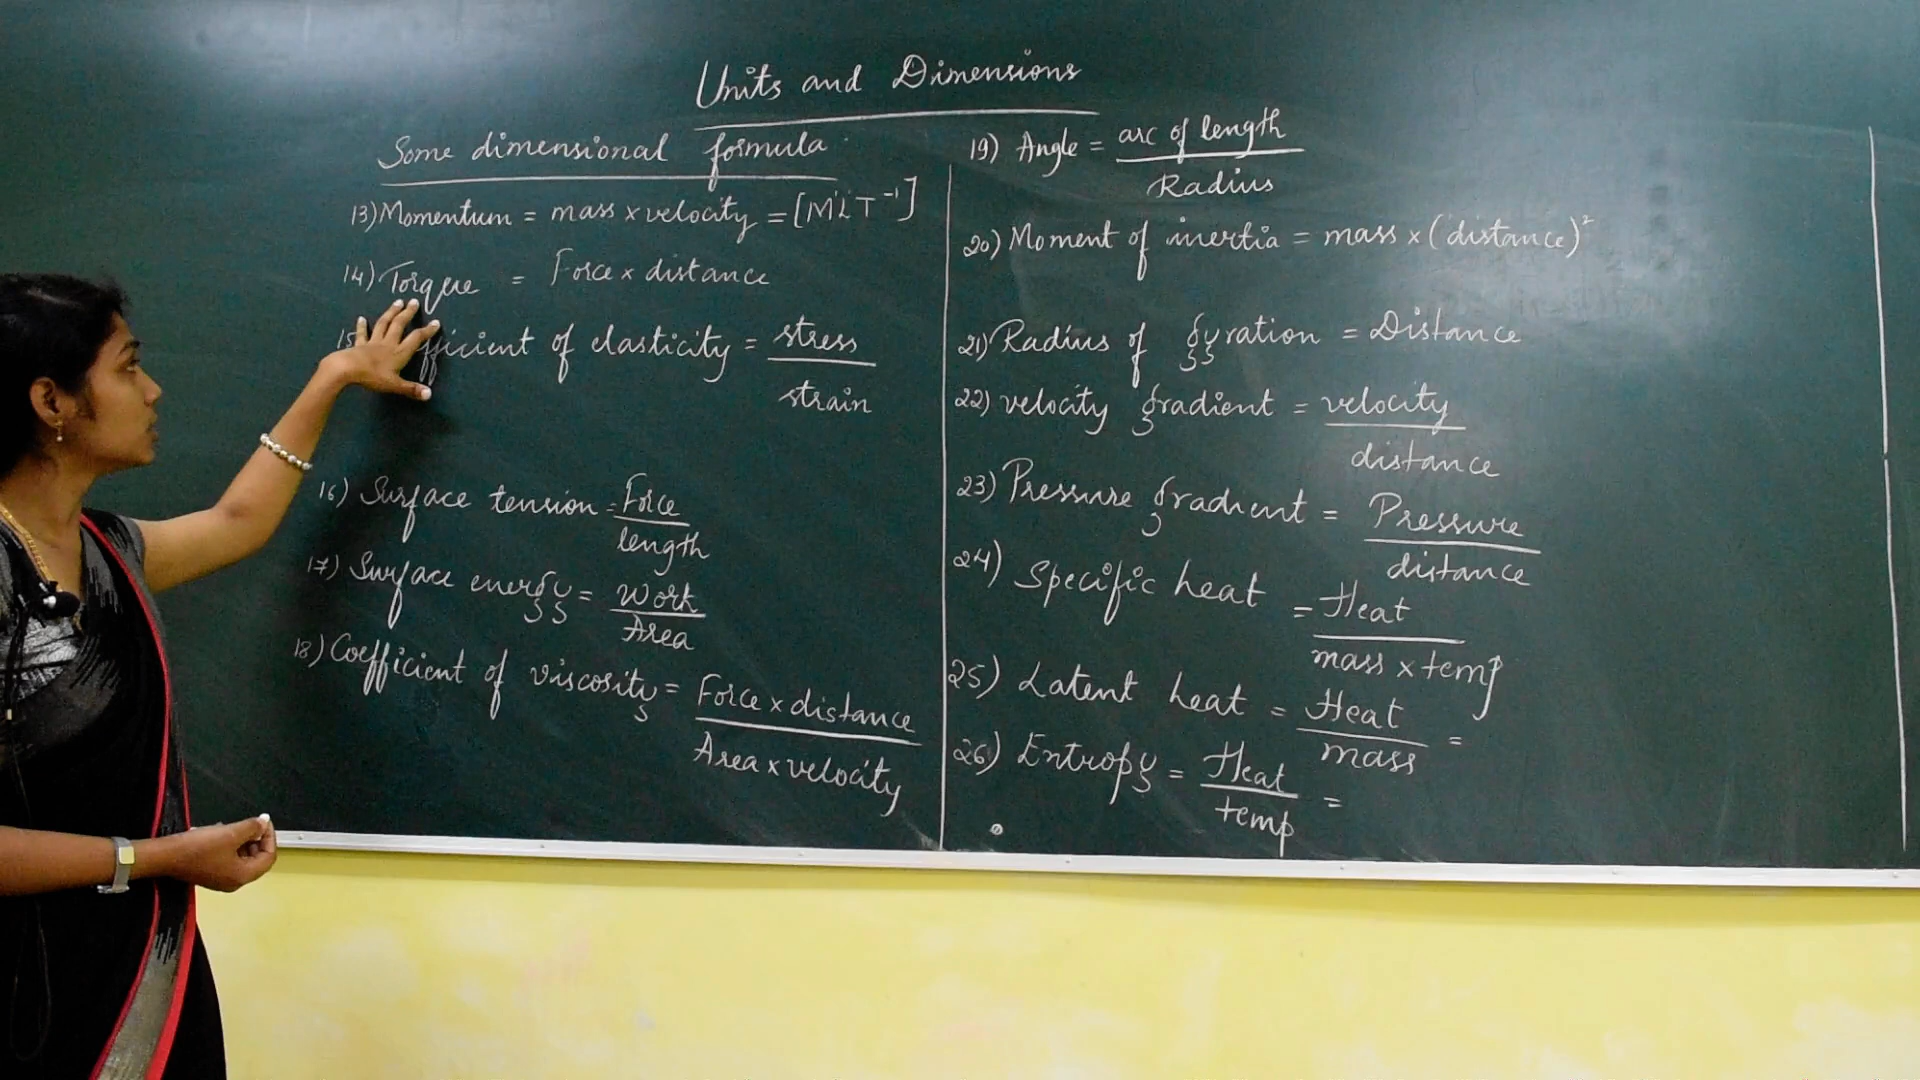 Units and Dimensions
Some dimensional formula
13) Momentum = mass x velocity = [M¹L¹T⁻¹]
14) Torque = Force x distance
15) fficient of elasticity = stress
strain
16) Surface tension = Force
length
17) Surface energy = Work
Area
18) Coefficient of viscosity = Force x distance
Area x velocity
19) Angle = arc of length
Radius
20) Moment of inertia = mass x (distance)²
21) Radius of gyration = Distance
22) velocity gradient = velocity
distance
23) Pressure gradient = Pressure
distance
24) Specific heat = Heat
mass x temp
25) Latent heat = Heat =
mass
26) Entropy = Heat =
temp